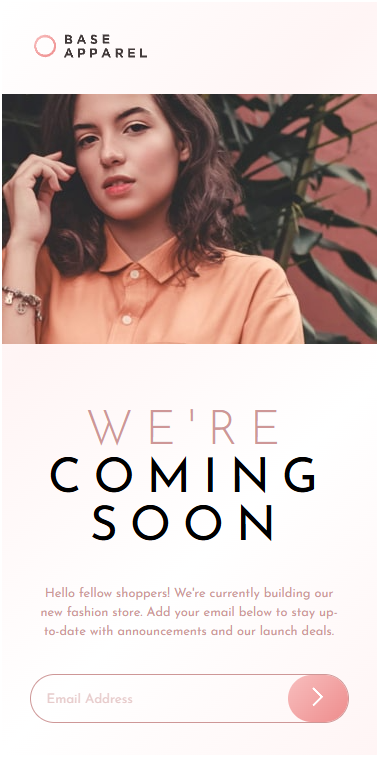 BASE
APPAREL
WE'RE
COMING
SOON
Hello fellow shoppers! We're currently building our
new fashion store. Add your email below to stay up-
to-date with announcements and our launch deals.
Email Address